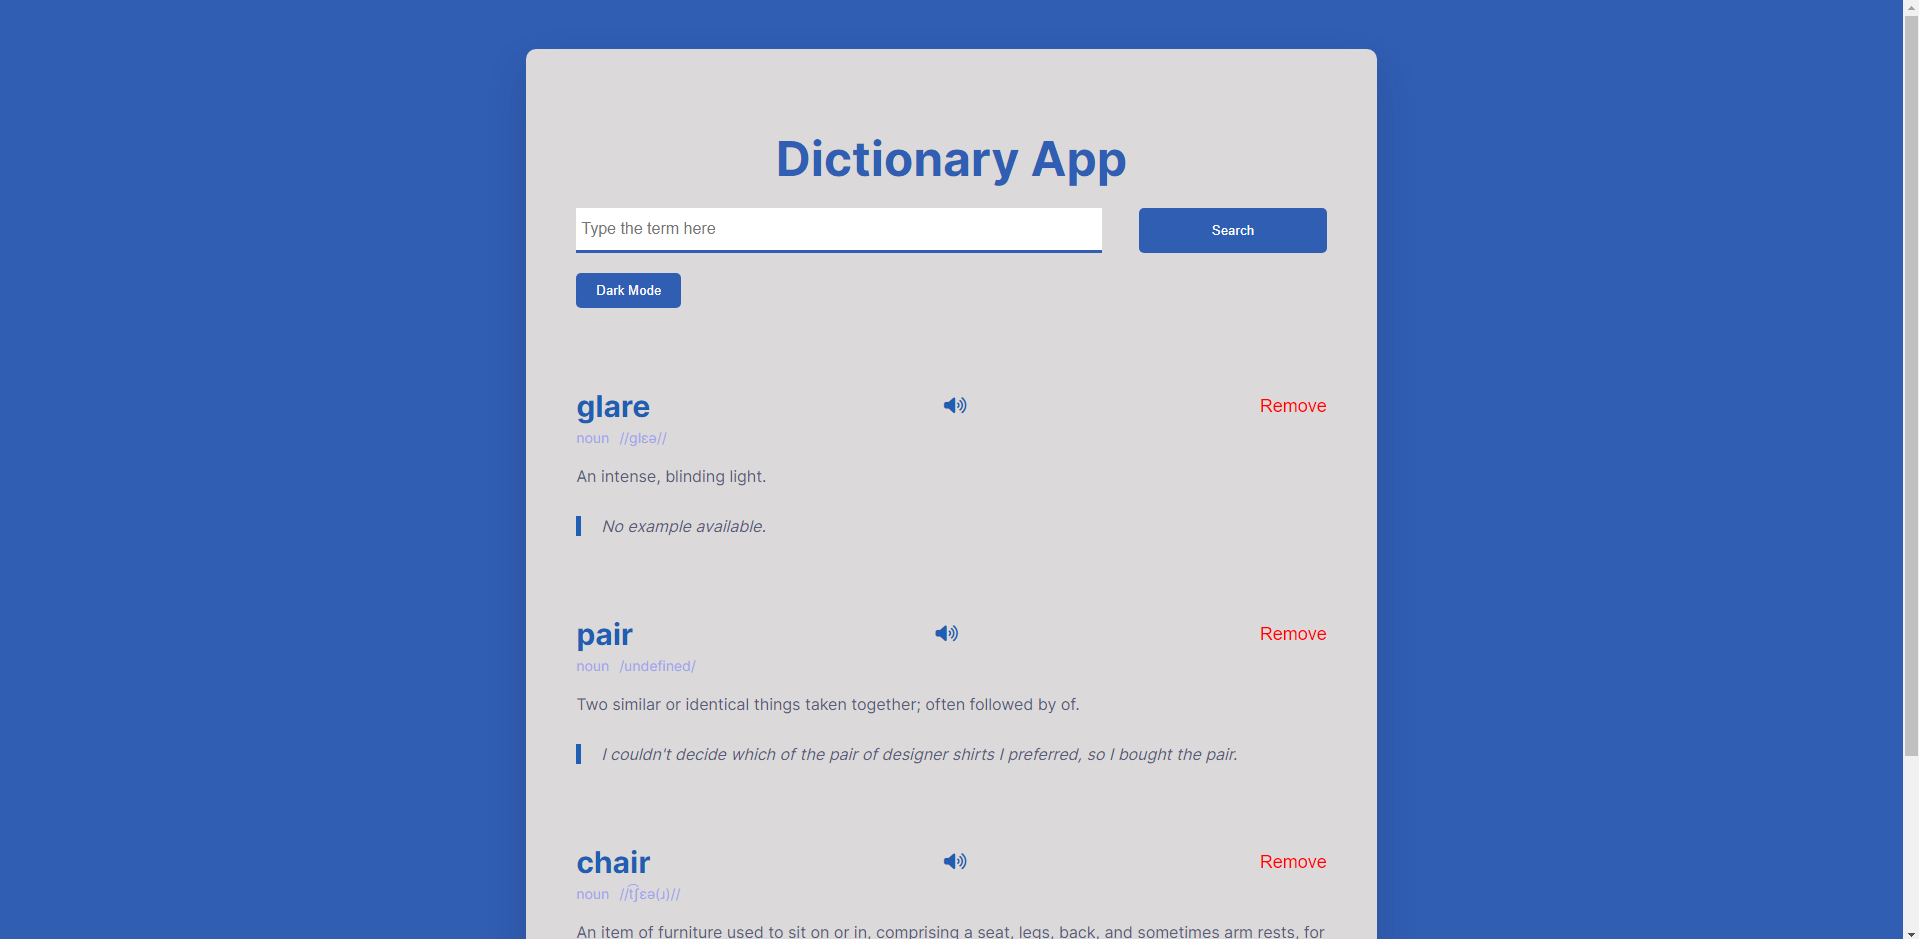 Dictionary App
Type the term here
Search
Dark Mode
glare
Remove
noun //ɡlɛə//
An intense, blinding light.
No example available.
pair
Remove
noun /undefined/
Two similar or identical things taken together; often followed by of.
I couldn't decide which of the pair of designer shirts I preferred, so I bought the pair.
chair
Remove
noun //t͡ʃɛə(ɹ)//
An item of furniture used to sit on or in, comprising a seat, legs, back, and sometimes arm rests, for